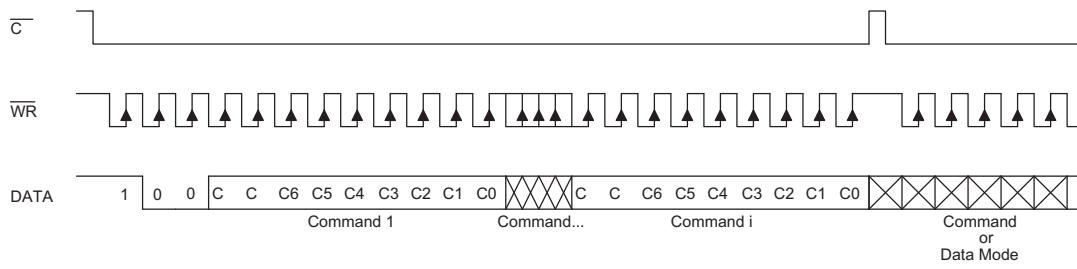 C
WR
DATA 1 0 0 C C C6 C5 C4 C3 C2 C1 C0 C C C6 C5 C4 C3 C2 C1 C0
Command 1 Command... Command i Command
or
Data Mode